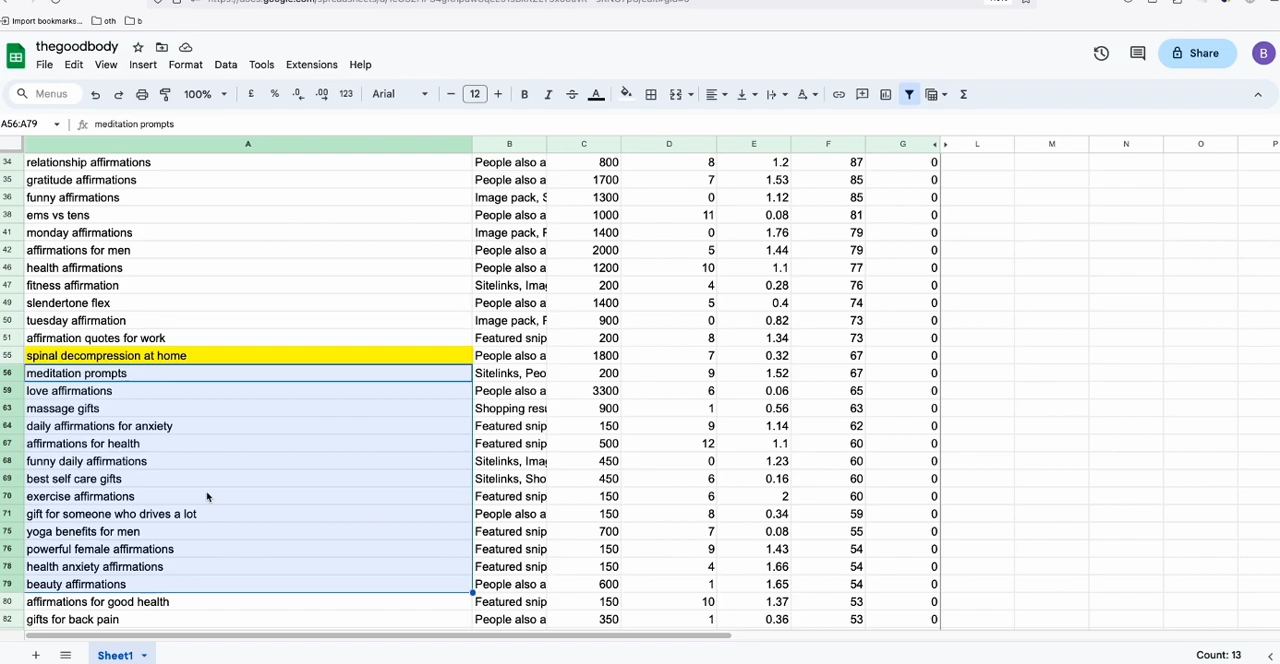 Import bookmarks... oth b
thegoodbody
File Edit View Insert Format Data Tools Extensions Help
Share B
Menus 100% £ % .0 .00 123 Arial 12 B I A Σ
A56:A79 fx meditation prompts
A B C D E F G L M N O P
34 relationship affirmations People also a 800 8 1.2 87 0
35 gratitude affirmations People also a 1700 7 1.53 85 0
36 funny affirmations Image pack, S 1300 0 1.12 85 0
38 ems vs tens People also a 1000 11 0.08 81 0
41 monday affirmations Image pack, F 1400 0 1.76 79 0
42 affirmations for men People also a 2000 5 1.44 79 0
46 health affirmations People also a 1200 10 1.1 77 0
47 fitness affirmation Sitelinks, Ima 200 4 0.28 76 0
49 slendertone flex People also a 1400 5 0.4 74 0
50 tuesday affirmation Image pack, F 900 0 0.82 73 0
51 affirmation quotes for work Featured snip 200 8 1.34 73 0
55 spinal decompression at home People also a 1800 7 0.32 67 0
56 meditation prompts Sitelinks, Peo 200 9 1.52 67 0
59 love affirmations People also a 3300 6 0.06 65 0
63 massage gifts Shopping resu 900 1 0.56 63 0
64 daily affirmations for anxiety Featured snip 150 9 1.14 62 0
67 affirmations for health Featured snip 500 12 1.1 60 0
68 funny daily affirmations Sitelinks, Ima 450 0 1.23 60 0
69 best self care gifts Sitelinks, Sho 450 6 0.16 60 0
70 exercise affirmations Featured snip 150 6 2 60 0
71 gift for someone who drives a lot People also a 150 8 0.34 59 0
75 yoga benefits for men Featured snip 700 7 0.08 55 0
76 powerful female affirmations Featured snip 150 9 1.43 54 0
78 health anxiety affirmations Featured snip 150 4 1.66 54 0
79 beauty affirmations People also a 600 1 1.65 54 0
80 affirmations for good health Featured snip 150 10 1.37 53 0
82 gifts for back pain People also a 350 1 0.36 53 0
Sheet1 Count: 13